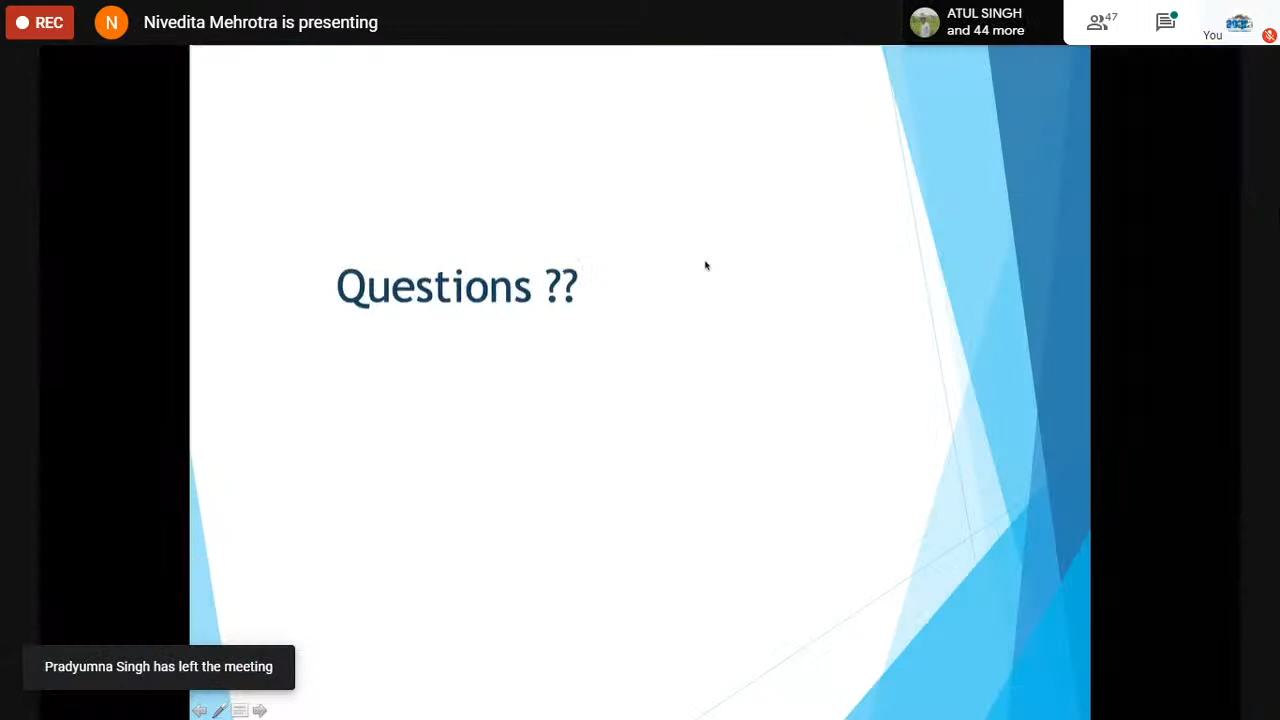 REC
N
Nivedita Mehrotra is presenting
ATUL SINGH
and 44 more
47
You
Questions ??
Pradyumna Singh has left the meeting